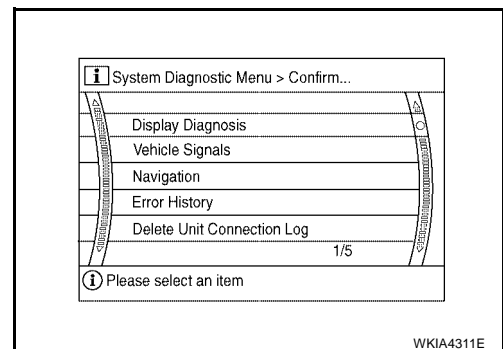 i System Diagnostic Menu > Confirm...
Display Diagnosis
Vehicle Signals
Navigation
Error History
Delete Unit Connection Log
1/5
i Please select an item
WKIA4311E